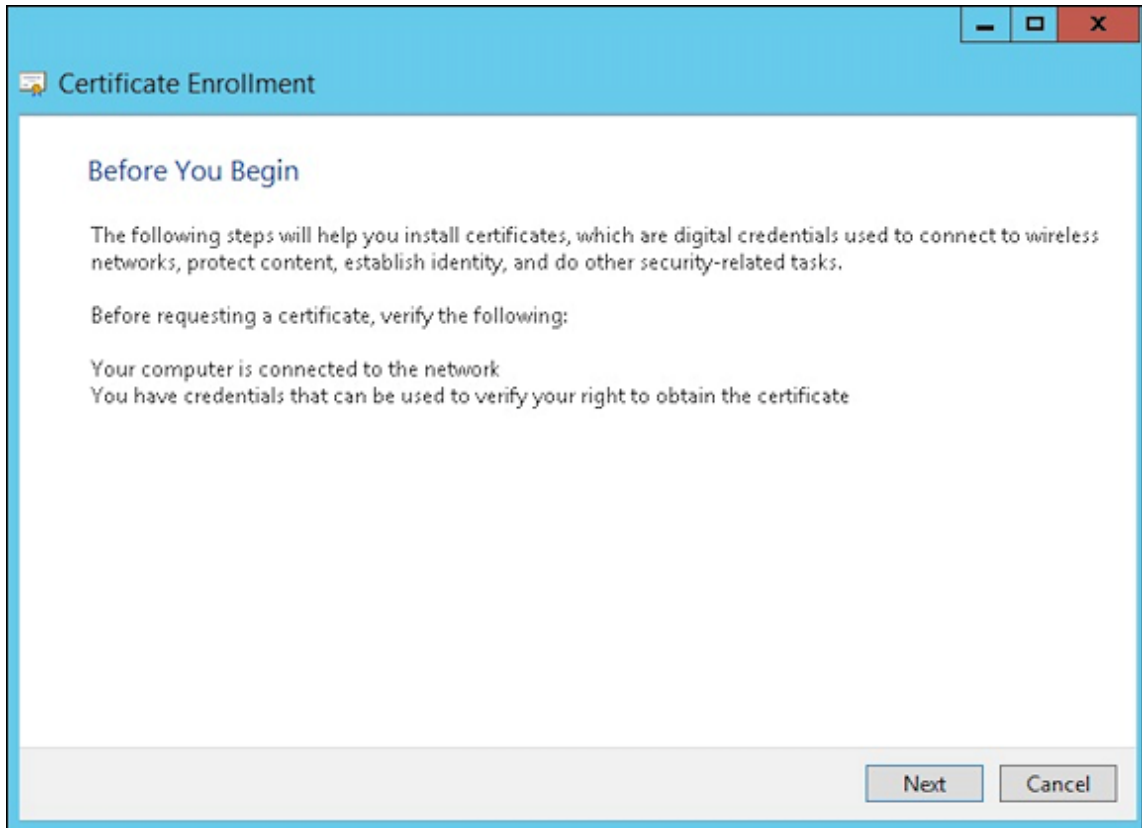 Certificate Enrollment
Before You Begin
The following steps will help you install certificates, which are digital credentials used to connect to wireless
networks, protect content, establish identity, and do other security-related tasks.
Before requesting a certificate, verify the following:
Your computer is connected to the network
You have credentials that can be used to verify your right to obtain the certificate
Next
Cancel